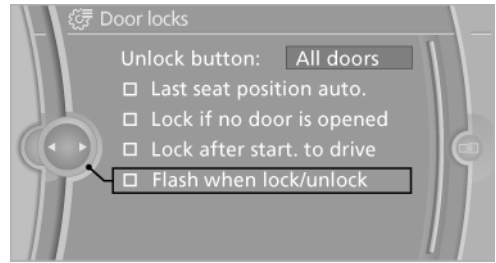 Door locks
Unlock button: All doors
Last seat position auto.
Lock if no door is opened
Lock after start. to drive
Flash when lock/unlock